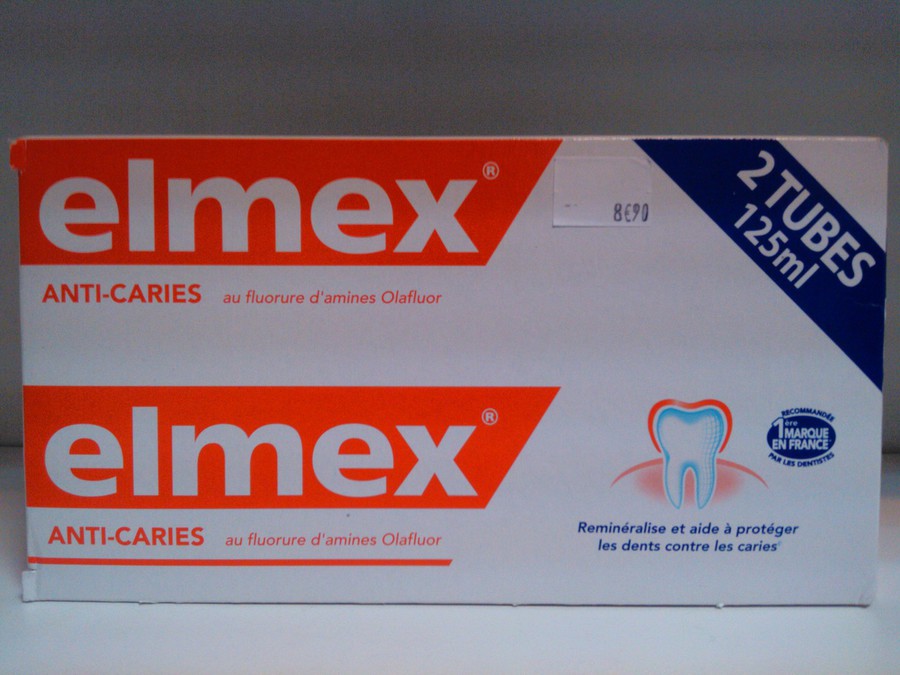 elmex®
ANTI-CARIES au fluorure d'amines Olafluor
8€90
2 TUBES
125ml
elmex®
ANTI-CARIES au fluorure d'amines Olafluor
RECOMMANDÉE
1ère
MARQUE
EN FRANCE
PAR LES DENTISTES
Reminéralise et aide à protéger
les dents contre les caries